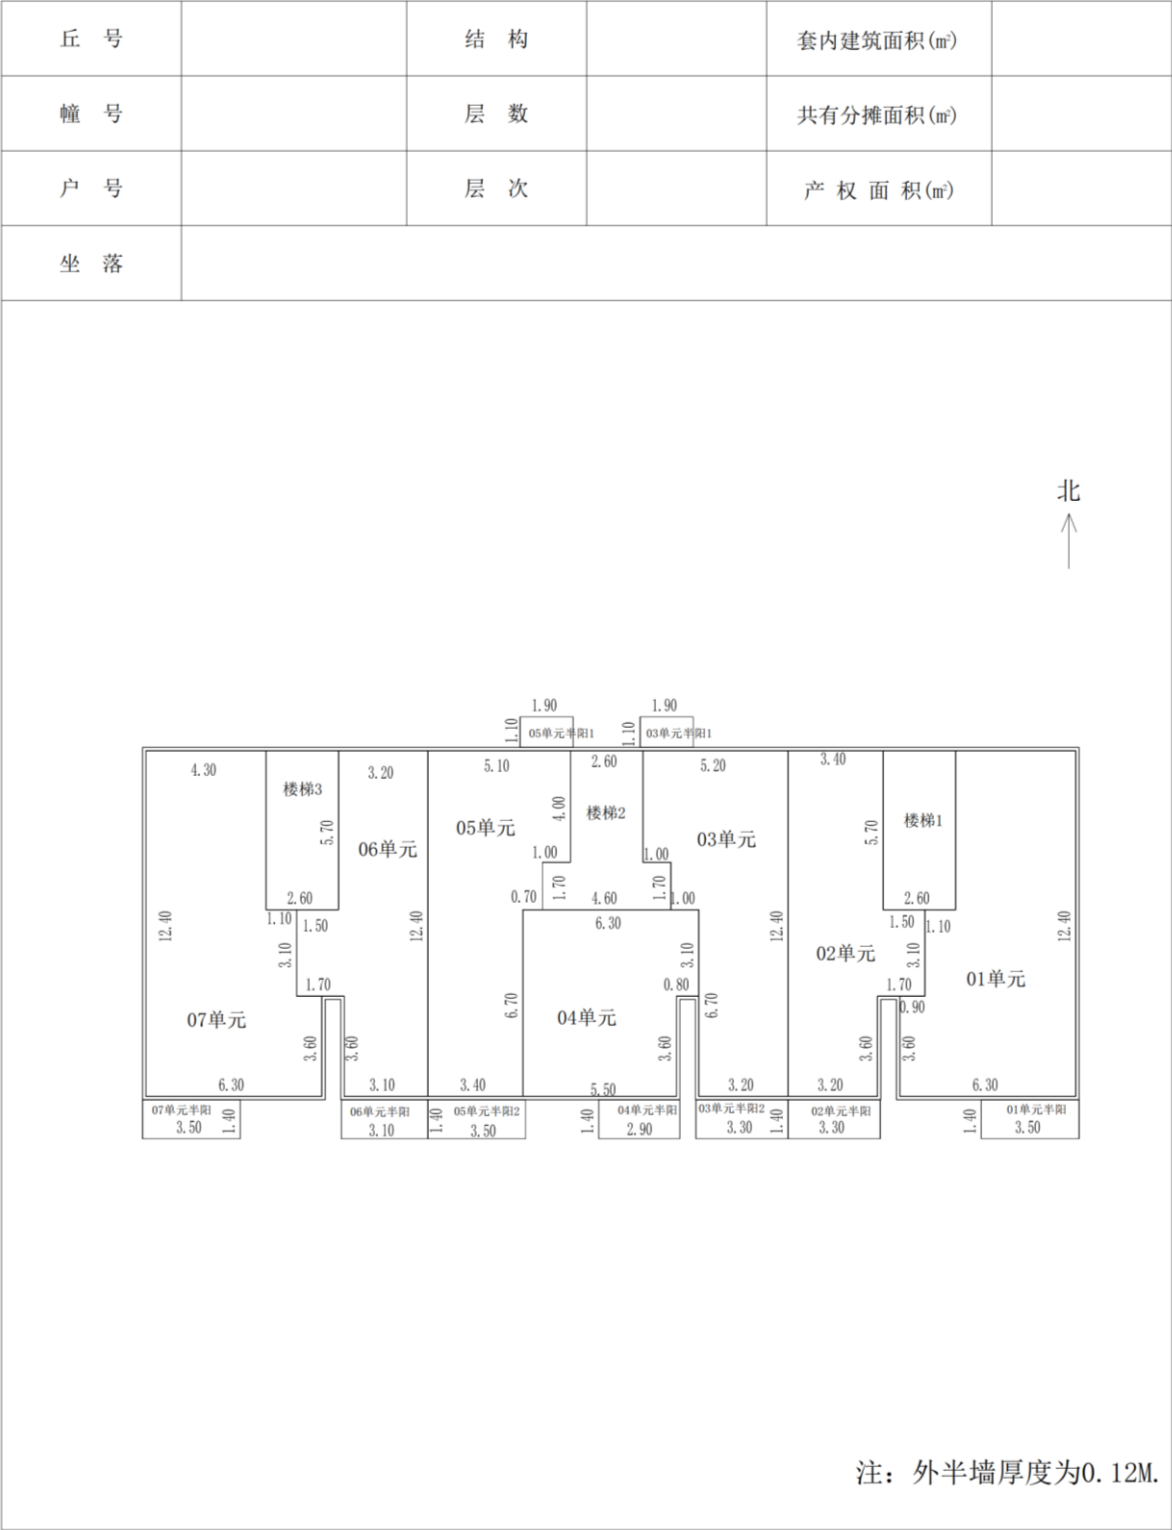 丘 号 结 构 套内建筑面积(㎡)
幢 号 层 数 共有分摊面积(㎡)
户 号 层 次 产 权 面 积(㎡)
坐 落
北
1.90 1.90
1.10 05单元半阳1 1.10 03单元半阳1
4.30 3.20 5.10 2.60 5.20 3.40
楼梯3 5.70 06单元 05单元 4.00 楼梯2 03单元 5.70 楼梯1
1.00 1.00
2.60 0.70 1.70 4.60 1.70 1.00 2.60
1.10 1.50 6.30 1.50 1.10
12.40 3.10 12.40 3.10 12.40 02单元 3.10 12.40
1.70 0.80 1.70 01单元
07单元 6.70 04单元 6.70 0.90
3.60 3.60 3.60 3.60 3.60
6.30 3.10 3.40 5.50 3.20 3.20 6.30
07单元半阳 1.40 06单元半阳 1.40 05单元半阳2 1.40 04单元半阳 03单元半阳2 1.40 02单元半阳 1.40 01单元半阳
3.50 3.10 3.50 2.90 3.30 3.30 3.50
注：外半墙厚度为0.12M.